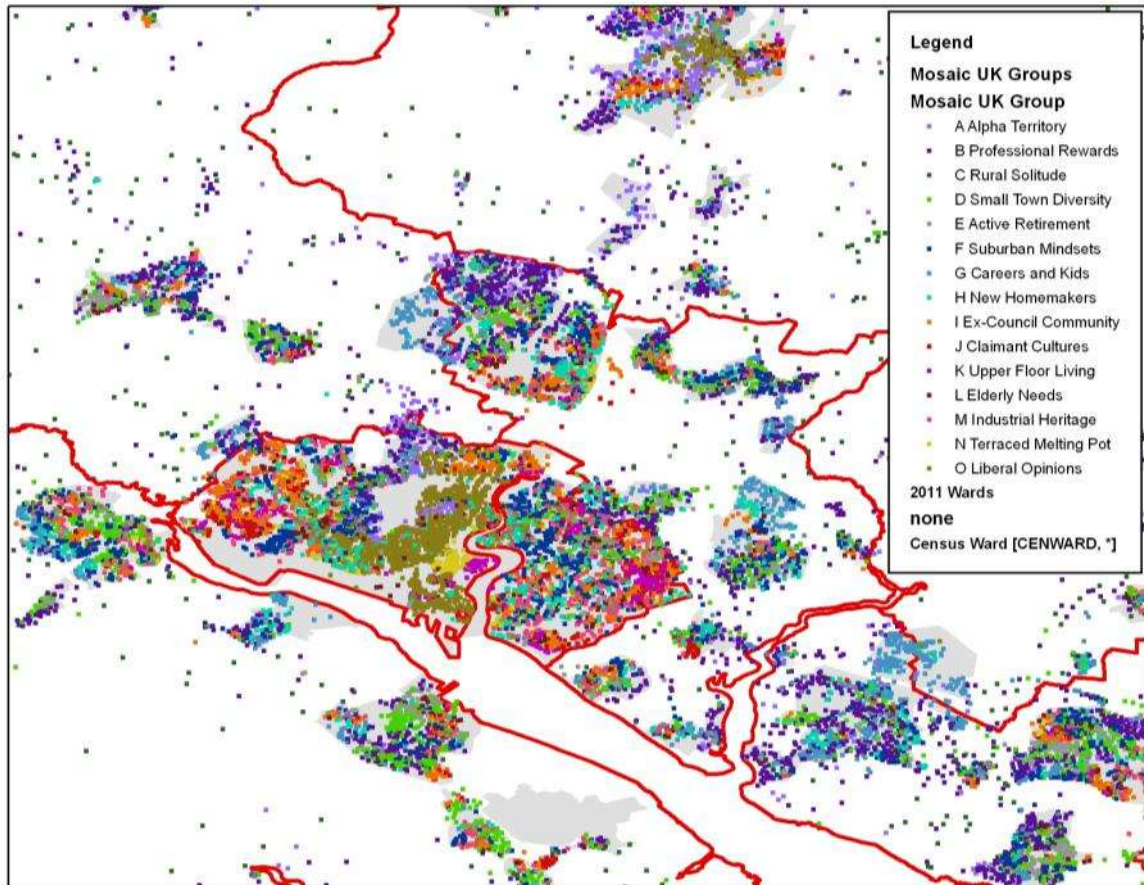 Legend
Mosaic UK Groups
Mosaic UK Group
A Alpha Territory
B Professional Rewards
C Rural Solitude
D Small Town Diversity
E Active Retirement
F Suburban Mindsets
G Careers and Kids
H New Homemakers
I Ex-Council Community
J Claimant Cultures
K Upper Floor Living
L Elderly Needs
M Industrial Heritage
N Terraced Melting Pot
O Liberal Opinions
2011 Wards
none
Census Ward [CENWARD, *]